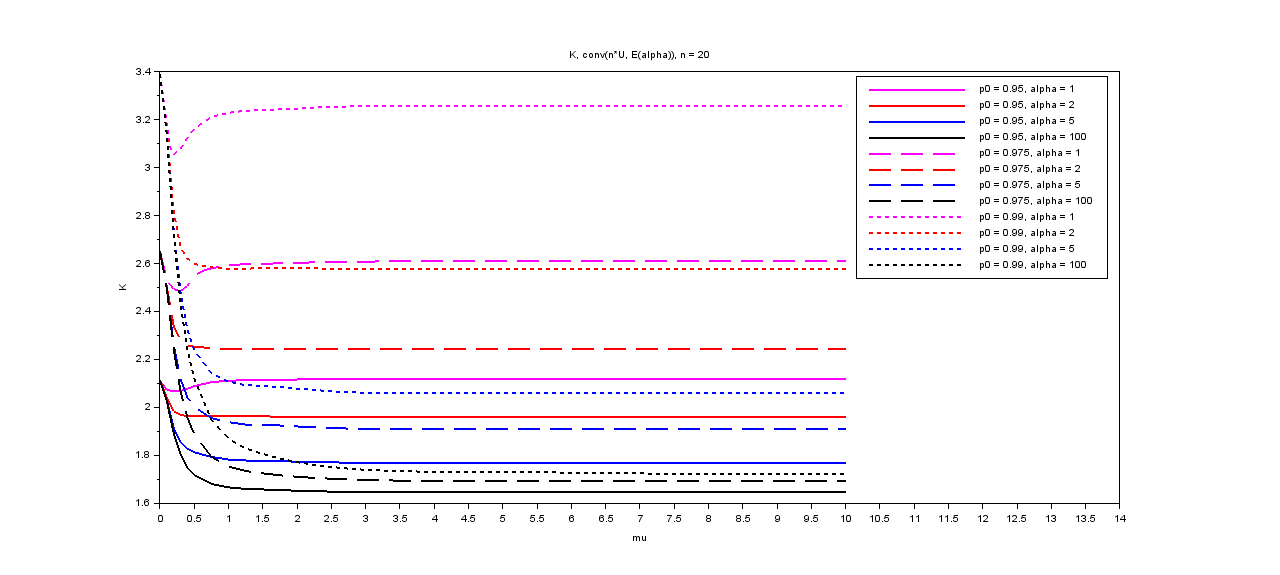 K, conv(n*U, E(alpha)), n = 20
3.4
3.2
3
2.8
2.6
2.4
2.2
2
1.8
1.6
K
0 0.5 1 1.5 2 2.5 3 3.5 4 4.5 5 5.5 6 6.5 7 7.5 8 8.5 9 9.5 10 10.5 11 11.5 12 12.5 13 13.5 14
mu
p0 = 0.95, alpha = 1
p0 = 0.95, alpha = 2
p0 = 0.95, alpha = 5
p0 = 0.95, alpha = 100
p0 = 0.975, alpha = 1
p0 = 0.975, alpha = 2
p0 = 0.975, alpha = 5
p0 = 0.975, alpha = 100
p0 = 0.99, alpha = 1
p0 = 0.99, alpha = 2
p0 = 0.99, alpha = 5
p0 = 0.99, alpha = 100